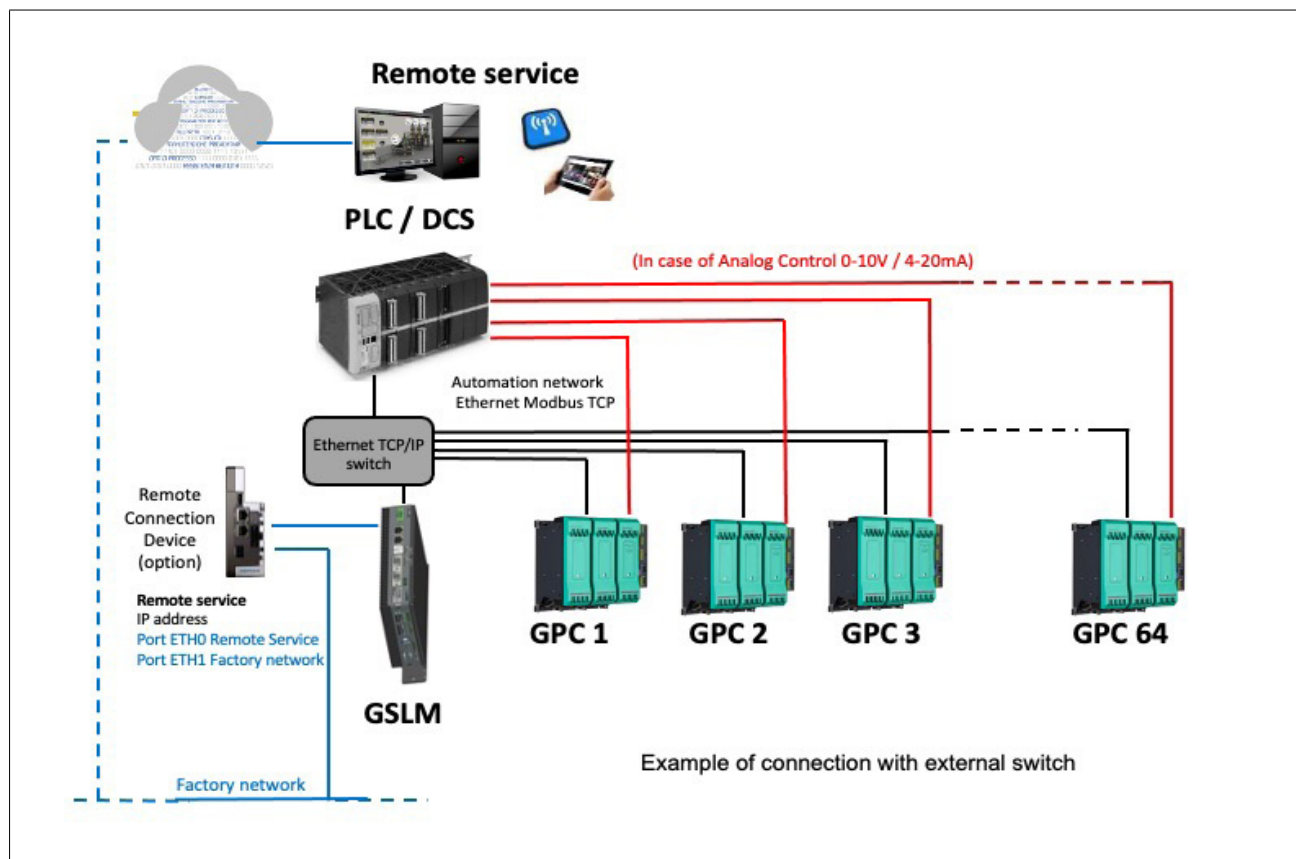 Remote service
PLC / DCS
(In case of Analog Control 0-10V / 4-20mA)
Automation network
Ethernet Modbus TCP
Ethernet TCP/IP
switch
Remote
Connection
Device
(option)
Remote service
IP address
Port ETH0 Remote Service
Port ETH1 Factory network
GSLM
GPC 1
GPC 2
GPC 3
GPC 64
Example of connection with external switch
Factory network